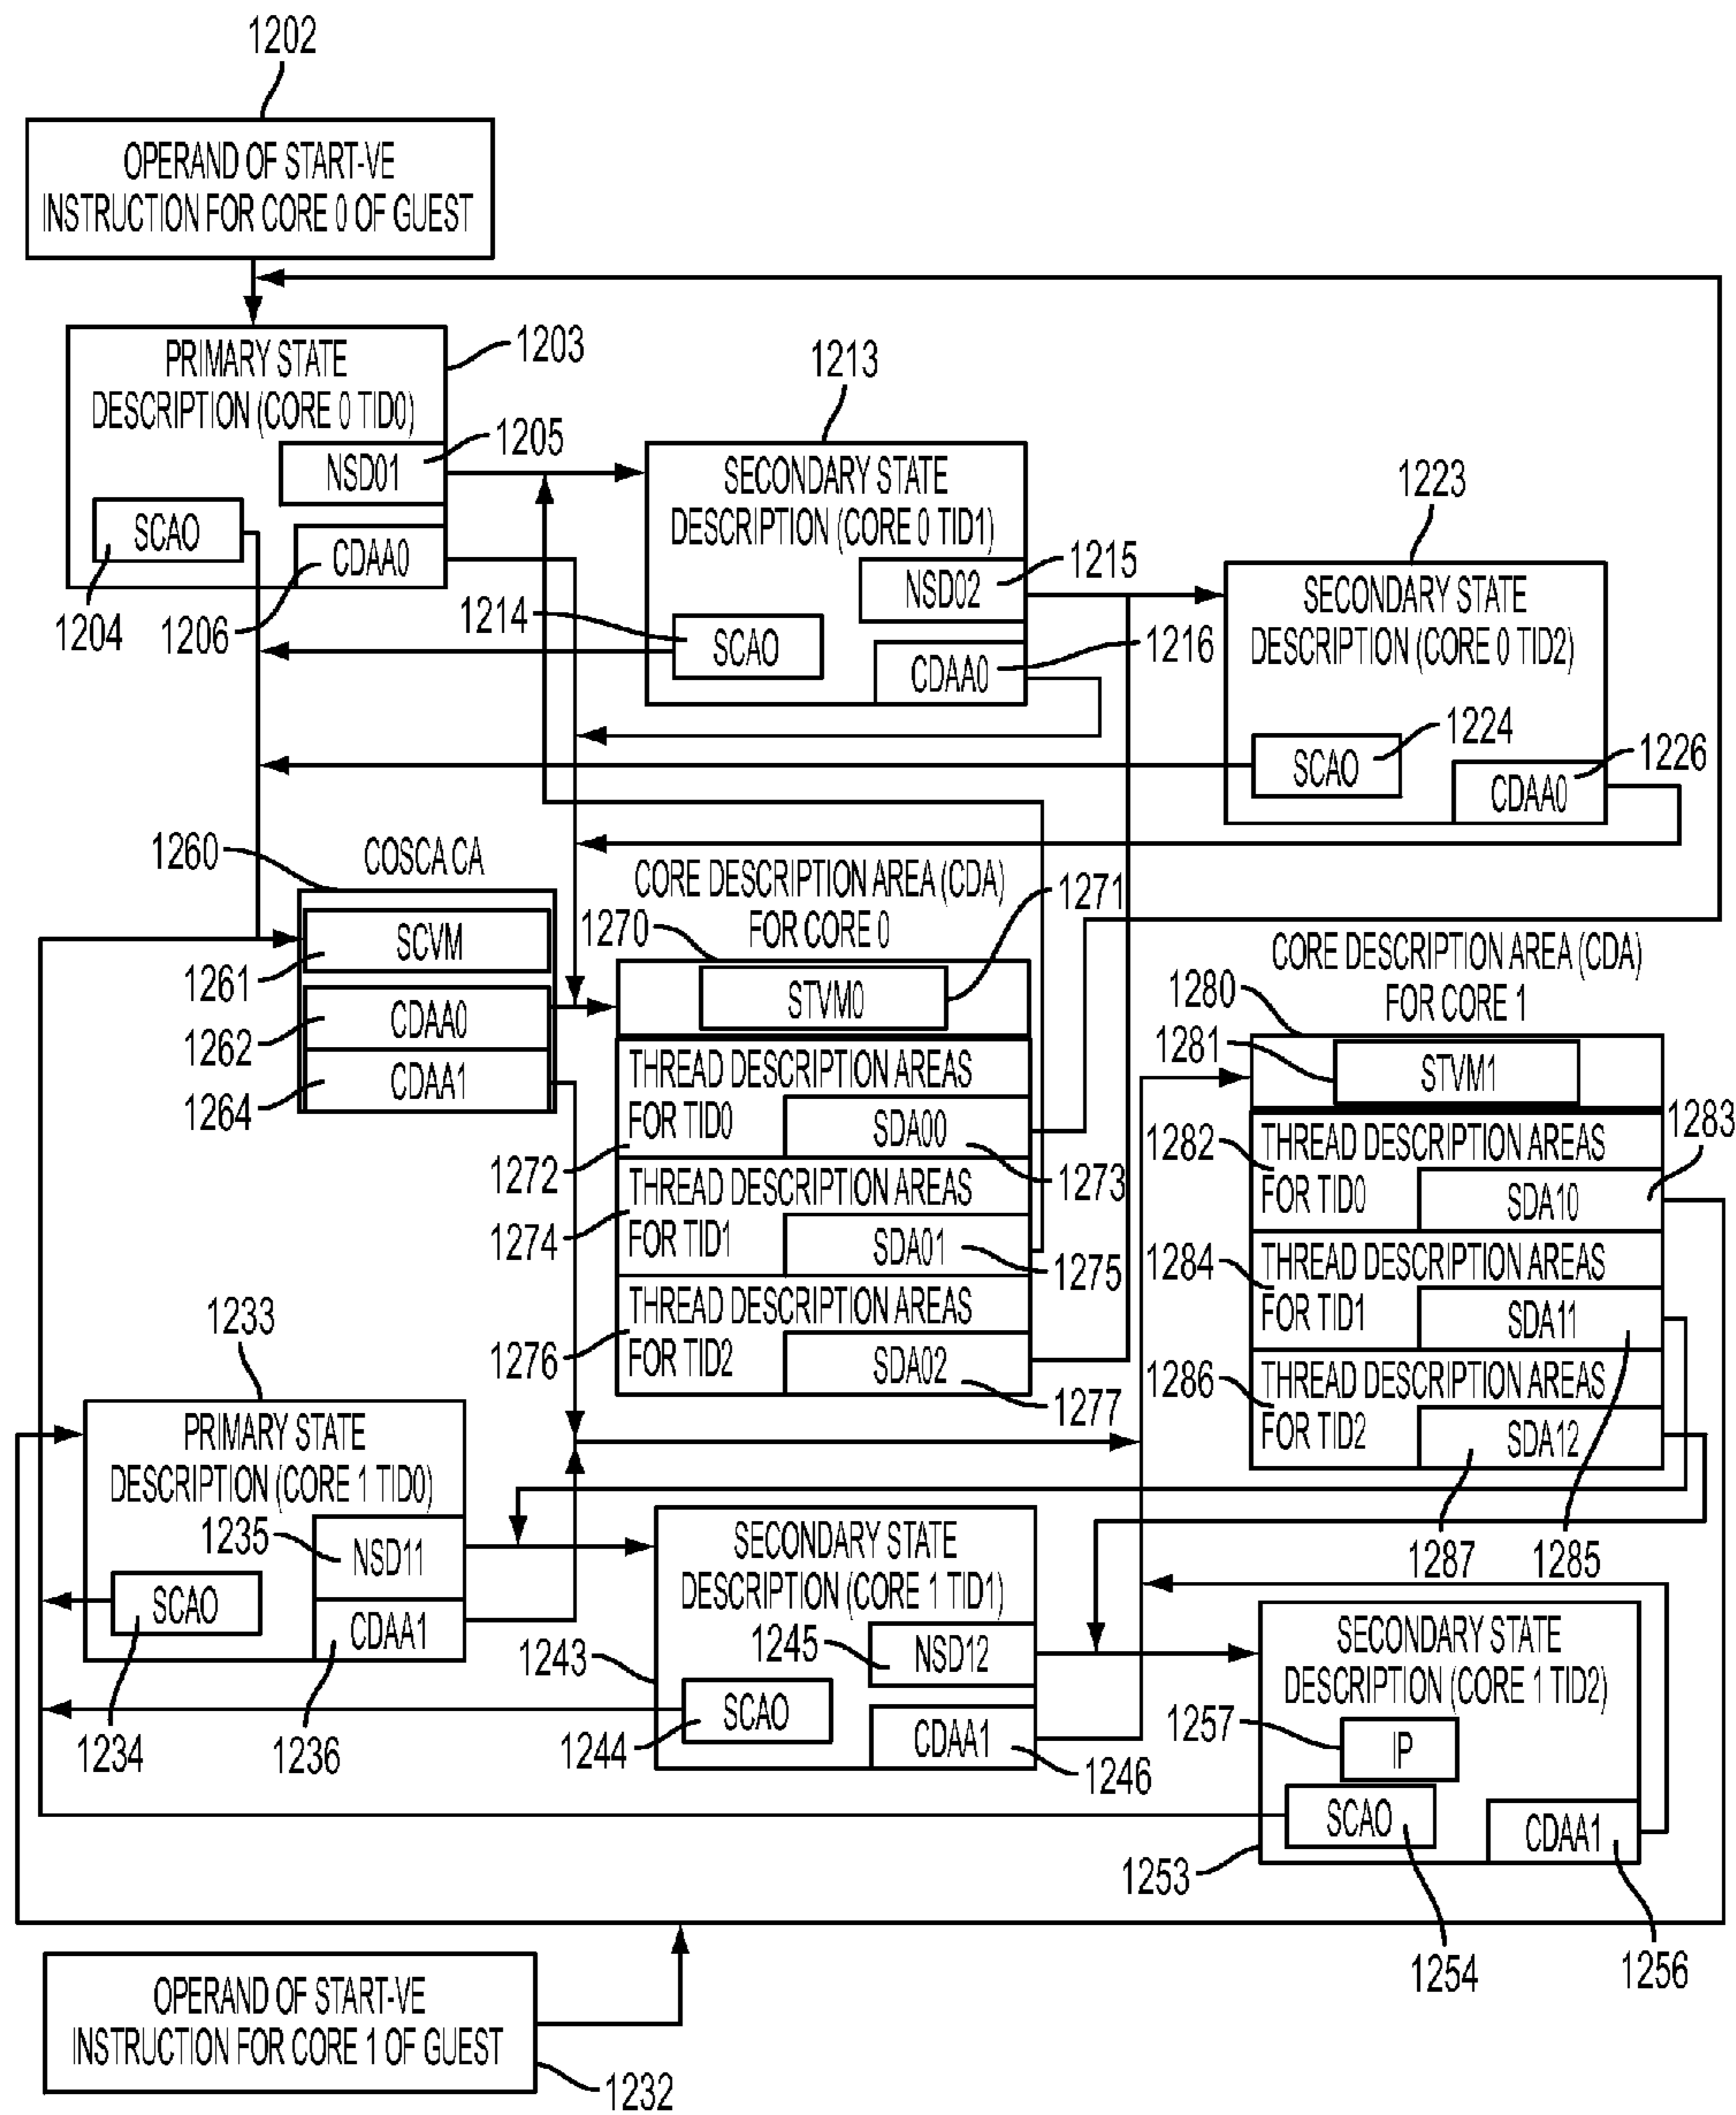 1202
OPERAND OF START-VE
INSTRUCTION FOR CORE 0 OF GUEST
PRIMARY STATE
DESCRIPTION (CORE 0 TID0)
1203
NSD01
1205
SCAO
CDAA0
1204
1206
1213
SECONDARY STATE
DESCRIPTION (CORE 0 TID1)
NSD02
1215
1214
SCAO
CDAA0
1216
1223
SECONDARY STATE
DESCRIPTION (CORE 0 TID2)
SCAO
1224
CDAA0
1226
1260
COSCA CA
SCVM
1261
CDAA0
1262
CDAA1
1264
CORE DESCRIPTION AREA (CDA)
FOR CORE 0
1270
1271
STVM0
THREAD DESCRIPTION AREAS
FOR TID0
SDA00
1272
1273
THREAD DESCRIPTION AREAS
FOR TID1
SDA01
1274
1275
THREAD DESCRIPTION AREAS
FOR TID2
SDA02
1276
1277
CORE DESCRIPTION AREA (CDA)
FOR CORE 1
1280
1281
STVM1
THREAD DESCRIPTION AREAS
FOR TID0
SDA10
1282
1283
THREAD DESCRIPTION AREAS
FOR TID1
SDA11
1284
THREAD DESCRIPTION AREAS
FOR TID2
SDA12
1286
1287
1285
1233
PRIMARY STATE
DESCRIPTION (CORE 1 TID0)
1235
NSD11
SCAO
CDAA1
1234
1236
SECONDARY STATE
DESCRIPTION (CORE 1 TID1)
1243
1245
NSD12
SCAO
1244
CDAA1
1246
SECONDARY STATE
DESCRIPTION (CORE 1 TID2)
1257
IP
SCAO
CDAA1
1253
1254
1256
OPERAND OF START-VE
INSTRUCTION FOR CORE 1 OF GUEST
1232